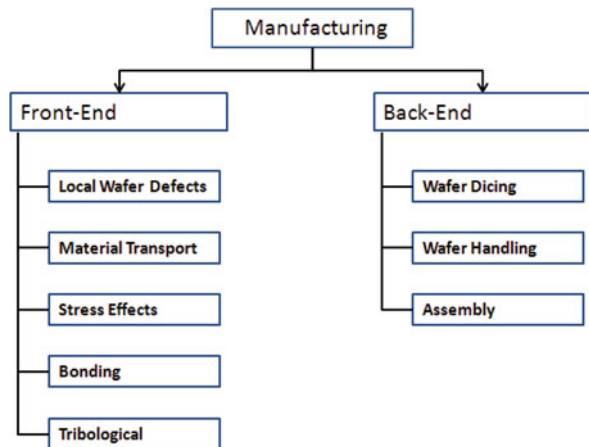 Manufacturing
Front-End
Local Wafer Defects
Material Transport
Stress Effects
Bonding
Tribological
Back-End
Wafer Dicing
Wafer Handling
Assembly